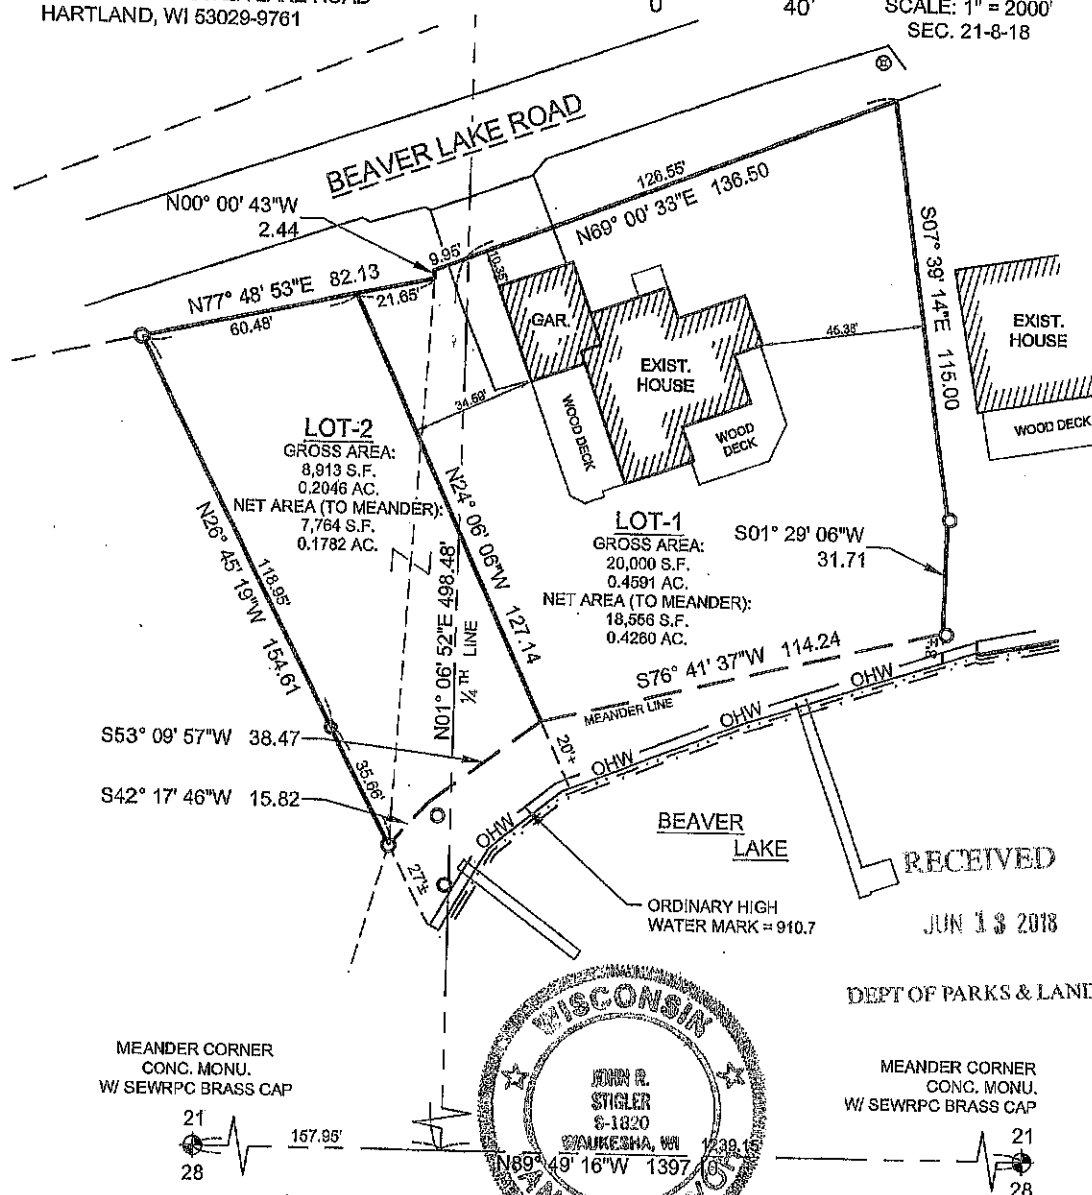 HARTLAND, WI 53029-9761
0 40'
SCALE: 1" = 2000'
SEC. 21-8-18
BEAVER LAKE ROAD
N00° 00' 43"W
2.44
126.55'
N69° 00' 33"E 136.50
9.95'
10.35'
N77° 48' 53"E 82.13
21.65'
60.48'
S07° 39' 14"E 115.00
GAR.
EXIST.
HOUSE
45.38'
EXIST.
HOUSE
WOOD DECK
WOOD
DECK
WOOD DECK
34.59'
LOT-2
GROSS AREA:
8,913 S.F.
0.2046 AC.
NET AREA (TO MEANDER):
7,764 S.F.
0.1782 AC.
N24° 06' 06"W 127.14
LOT-1
GROSS AREA:
20,000 S.F.
0.4591 AC.
NET AREA (TO MEANDER):
18,556 S.F.
0.4260 AC.
S01° 29' 06"W
31.71
N26° 45' 19"W 154.61
118.95'
N01° 06' 52"E 498.48'
1/4 TH LINE
S76° 41' 37"W 114.24
MEANDER LINE
8'±
OHW
OHW
OHW
OHW
20'±
S53° 09' 57"W 38.47
35.66'
S42° 17' 46"W 15.82
27'±
BEAVER
LAKE
ORDINARY HIGH
WATER MARK = 910.7
RECEIVED
JUN 13 2018
DEPT OF PARKS & LAND
WISCONSIN
JOHN R.
STIGLER
S-1820
WAUKESHA, WI
MEANDER CORNER
CONC. MONU.
W/ SEWRPC BRASS CAP
21
28
157.95'
N89° 49' 16"W
MEANDER CORNER
CONC. MONU.
W/ SEWRPC BRASS CAP
21
28